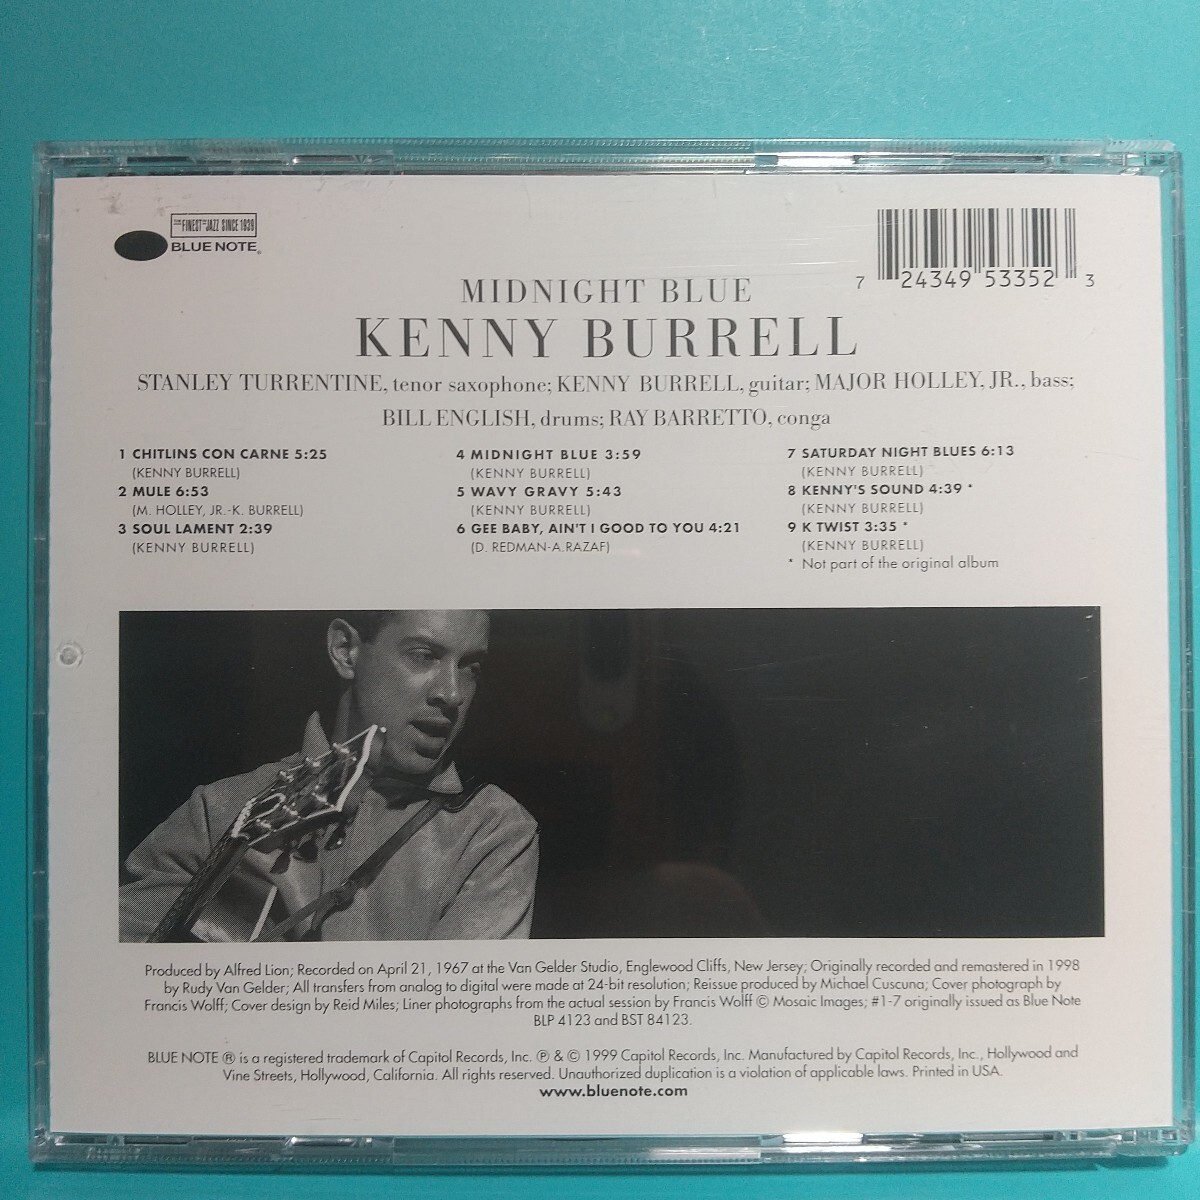 THE FINEST IN JAZZ SINCE 1939
BLUE NOTE®
7 24349 53352 3
MIDNIGHT BLUE
KENNY BURRELL
STANLEY TURRENTINE, tenor saxophone; KENNY BURRELL, guitar; MAJOR HOLLEY, JR., bass;
BILL ENGLISH, drums; RAY BARRETTO, conga
1 CHITLINS CON CARNE 5:25
(KENNY BURRELL)
2 MULE 6:53
(M. HOLLEY, JR.-K. BURRELL)
3 SOUL LAMENT 2:39
(KENNY BURRELL)
4 MIDNIGHT BLUE 3:59
(KENNY BURRELL)
5 WAVY GRAVY 5:43
(KENNY BURRELL)
6 GEE BABY, AIN'T I GOOD TO YOU 4:21
(D. REDMAN-A.RAZAF)
7 SATURDAY NIGHT BLUES 6:13
(KENNY BURRELL)
8 KENNY'S SOUND 4:39 *
(KENNY BURRELL)
9 K TWIST 3:35 *
(KENNY BURRELL)
* Not part of the original album
Produced by Alfred Lion; Recorded on April 21, 1967 at the Van Gelder Studio, Englewood Cliffs, New Jersey; Originally recorded and remastered in 1998
by Rudy Van Gelder; All transfers from analog to digital were made at 24-bit resolution; Reissue produced by Michael Cuscuna; Cover photograph by
Francis Wolff; Cover design by Reid Miles; Liner photographs from the actual session by Francis Wolff © Mosaic Images; #1-7 originally issued as Blue Note
BLP 4123 and BST 84123.
BLUE NOTE ® is a registered trademark of Capitol Records, Inc. ℗ & © 1999 Capitol Records, Inc. Manufactured by Capitol Records, Inc., Hollywood and
Vine Streets, Hollywood, California. All rights reserved. Unauthorized duplication is a violation of applicable laws. Printed in USA.
www.bluenote.com